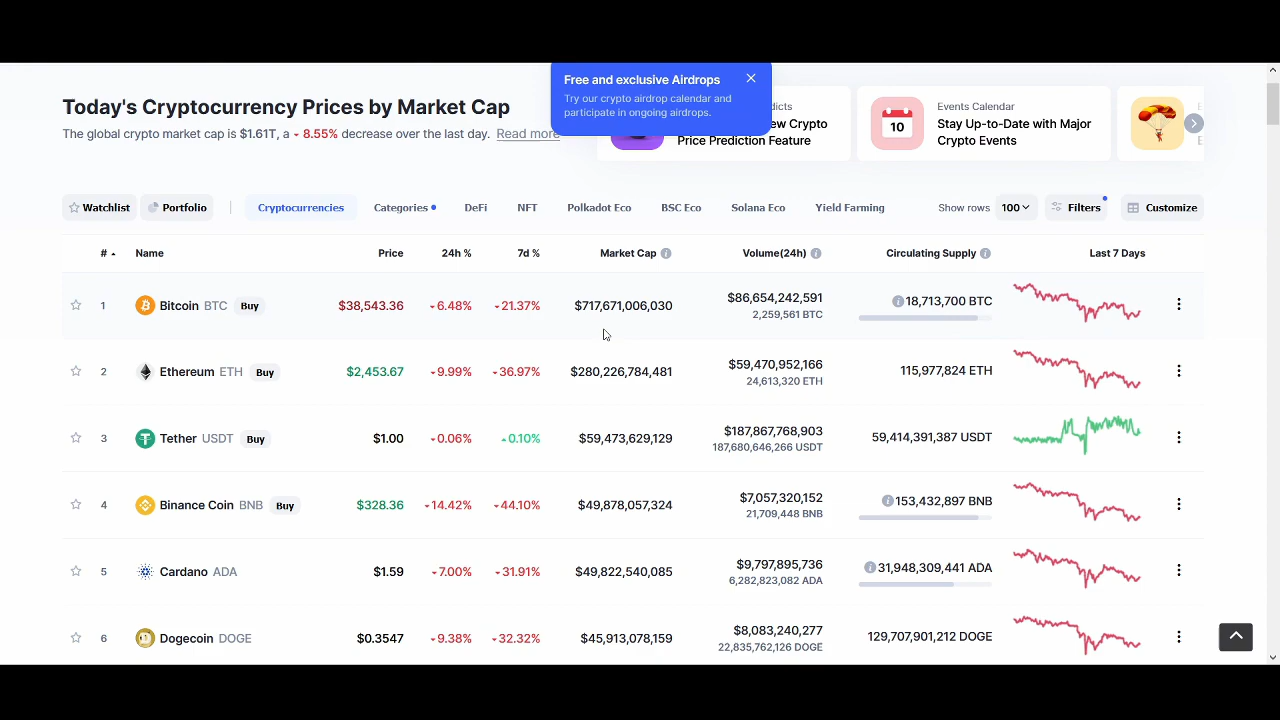 Free and exclusive Airdrops
Try our crypto airdrop calendar and
participate in ongoing airdrops.
Today's Cryptocurrency Prices by Market Cap
The global crypto market cap is $1.61T, a 8.55% decrease over the last day. Read more
Crypto
Price Prediction Feature
Events Calendar
10
Stay Up-to-Date with Major
Crypto Events
Watchlist Portfolio Cryptocurrencies Categories DeFi NFT Polkadot Eco BSC Eco Solana Eco Yield Farming Show rows 100 Filters Customize
# Name Price 24h % 7d % Market Cap Volume(24h) Circulating Supply Last 7 Days
1 Bitcoin BTC Buy $38,543.36 6.48% 21.37% $717,671,006,030 $86,654,242,591 18,713,700 BTC
2,259,561 BTC
2 Ethereum ETH Buy $2,453.67 9.99% 36.97% $280,226,784,481 $59,470,952,166 115,977,824 ETH
24,613,320 ETH
3 Tether USDT Buy $1.00 0.06% 0.10% $59,473,629,129 $187,867,768,903 59,414,391,387 USDT
187,680,646,266 USDT
4 Binance Coin BNB Buy $328.36 14.42% 44.10% $49,878,057,324 $7,057,320,152 153,432,897 BNB
21,709,448 BNB
5 Cardano ADA $1.59 7.00% 31.91% $49,822,540,085 $9,797,895,736 31,948,309,441 ADA
6,282,823,082 ADA
6 Dogecoin DOGE $0.3547 9.38% 32.32% $45,913,078,159 $8,083,240,277 129,707,901,212 DOGE
22,835,762,126 DOGE